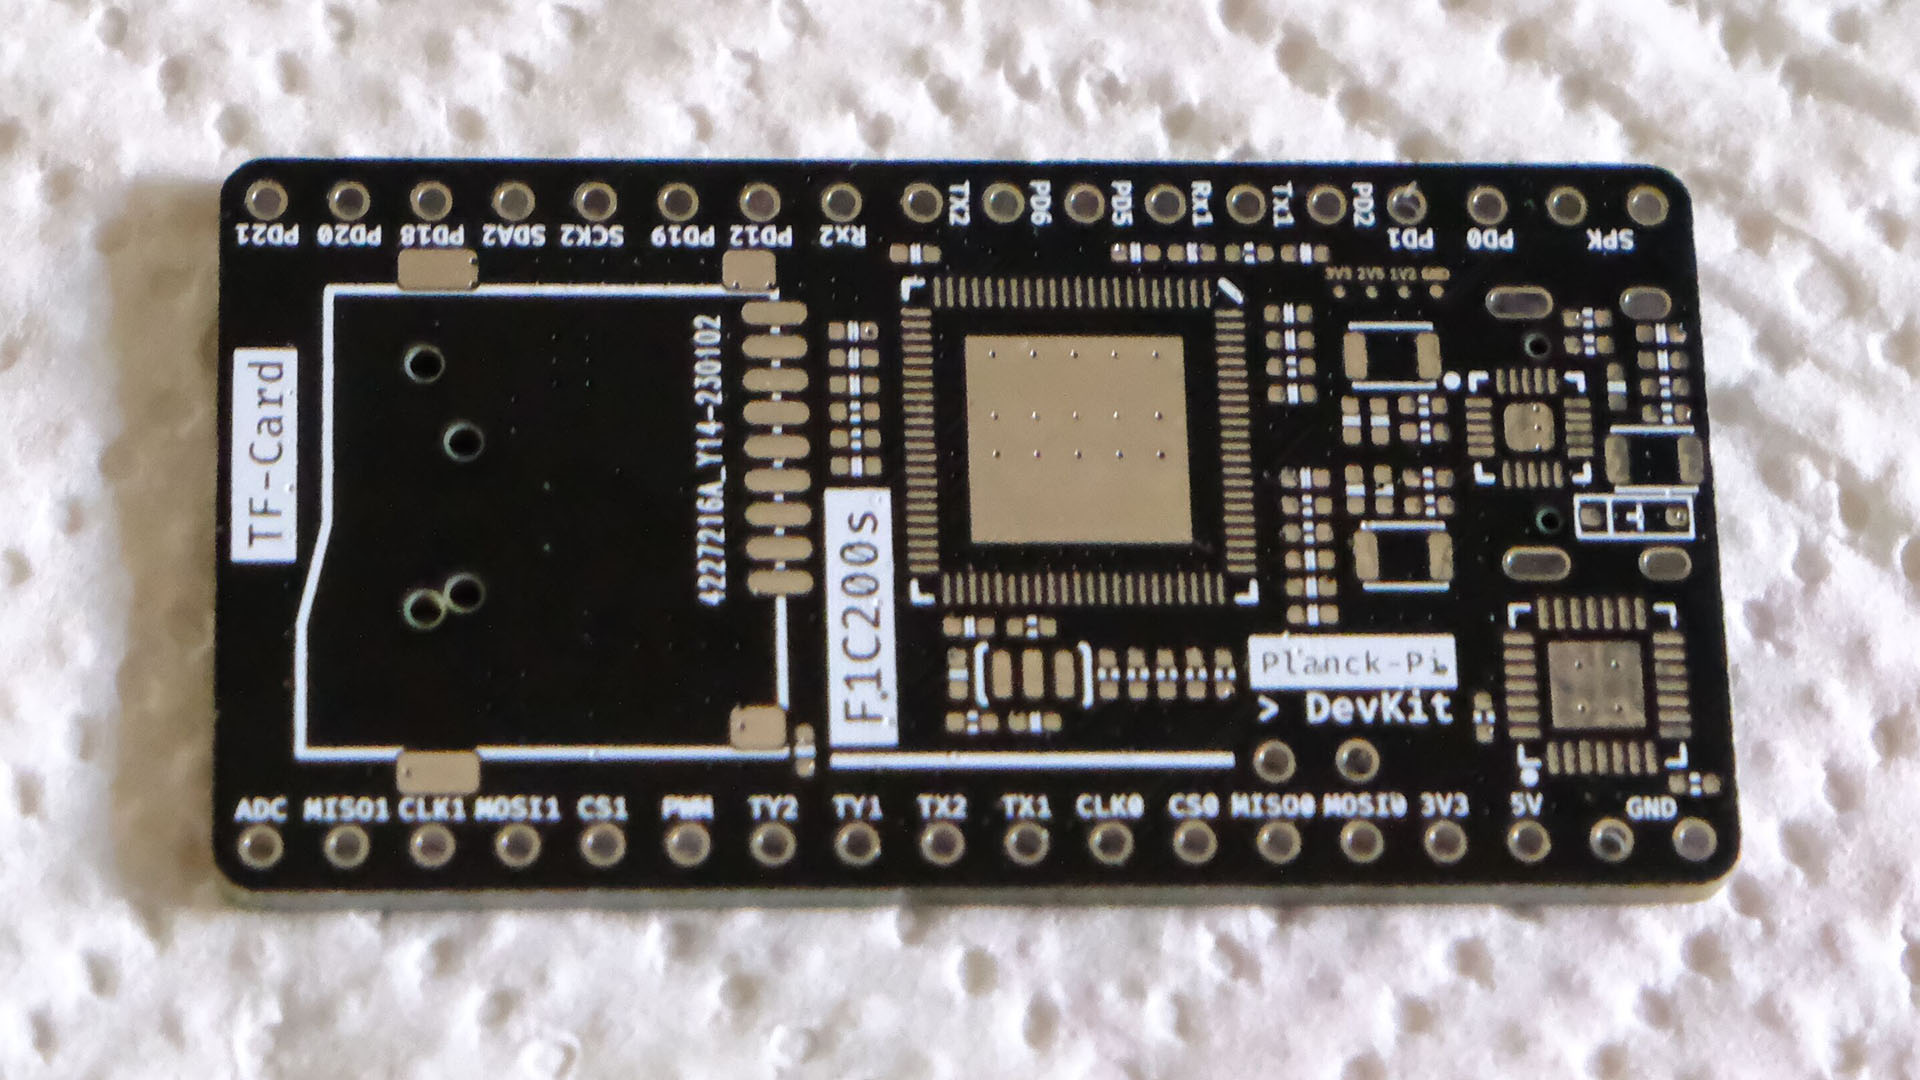 PD21 PD20 PD18 SDA2 SCK2 PD19 PD12 Rx2 TX2 PD6 PD5 Rx1 Tx1 PD2 PD1 PD0 SPK
3V3 2V5 1V2 GND
TF-Card
4227216A_Y14-230102
F1C200s
Planck-Pi
> DevKit
ADC MISO1 CLK1 MOSI1 CS1 PWM TY2 TY1 TX2 TX1 CLK0 CS0 MISO0 MOSI0 3V3 5V GND